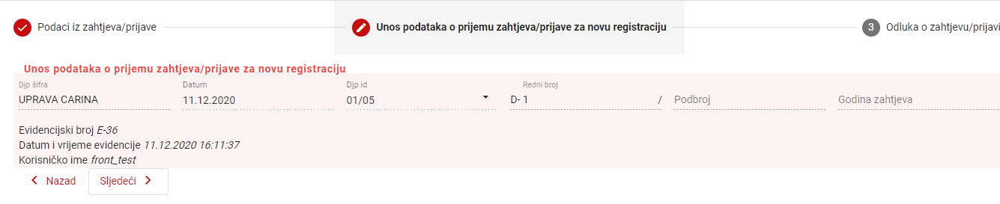 Podaci iz zahtjeva/prijave Unos podataka o prijemu zahtjeva/prijave za novu registraciju 3 Odluka o zahtjevu/prijavi
Unos podataka o prijemu zahtjeva/prijave za novu registraciju
Djp šifra Datum Djp id Redni broj
UPRAVA CARINA 11.12.2020 01/05 D- 1 / Podbroj Godina zahtjeva
Evidencijski broj E-36
Datum i vrijeme evidencije 11.12.2020 16:11:37
Korisničko ime front_test
Nazad Sljedeći